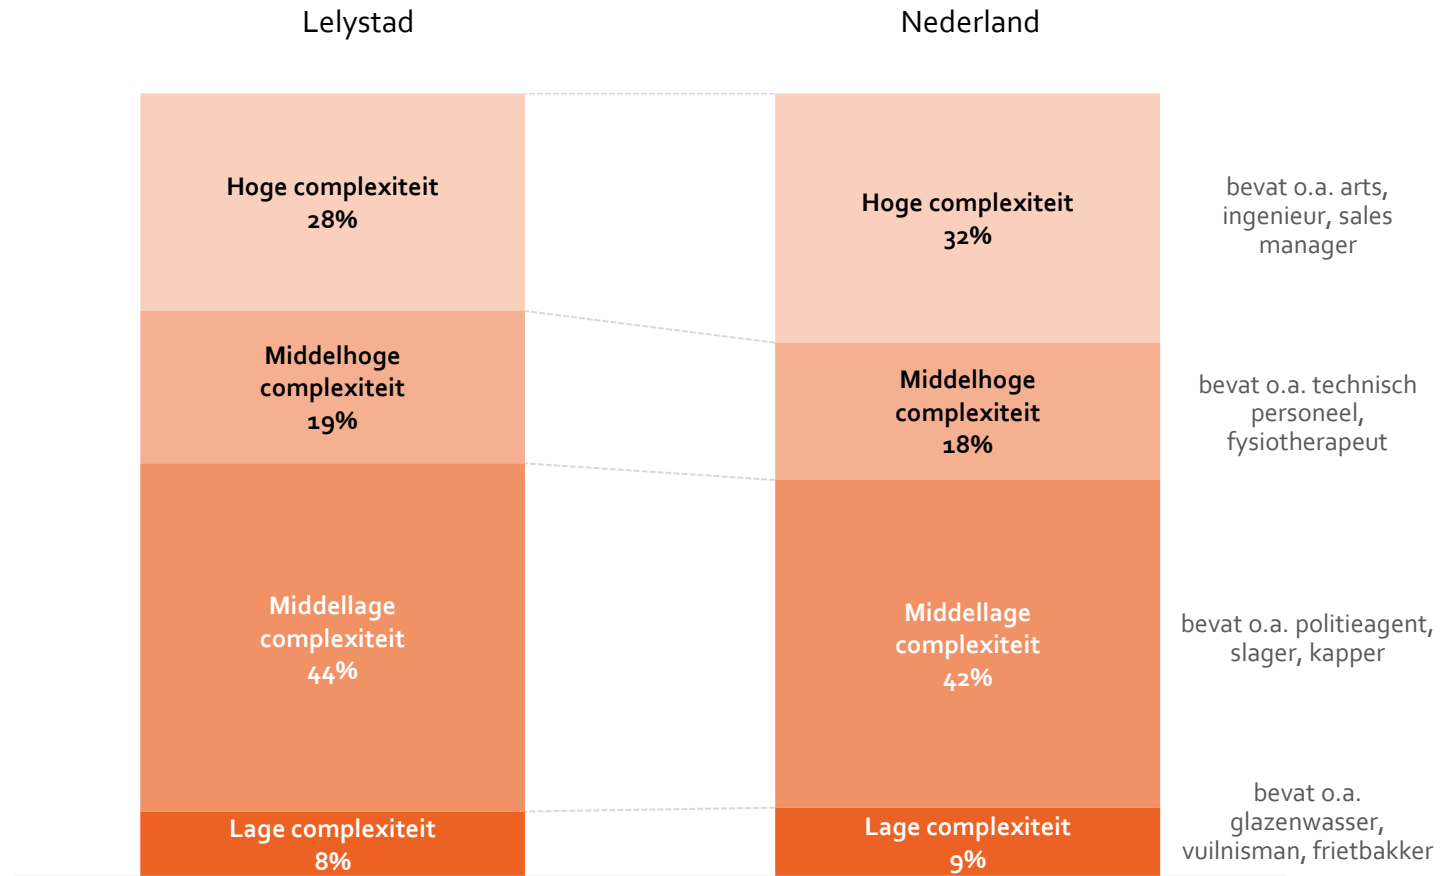 Lelystad
Nederland
Hoge complexiteit
28%
Hoge complexiteit
32%
bevat o.a. arts,
ingenieur, sales
manager
Middelhoge
complexiteit
19%
Middelhoge
complexiteit
18%
bevat o.a. technisch
personeel,
fysiotherapeut
Middellage
complexiteit
44%
Middellage
complexiteit
42%
bevat o.a. politieagent,
slager, kapper
Lage complexiteit
8%
Lage complexiteit
9%
bevat o.a.
glazenwasser,
vuilnisman, frietbakker